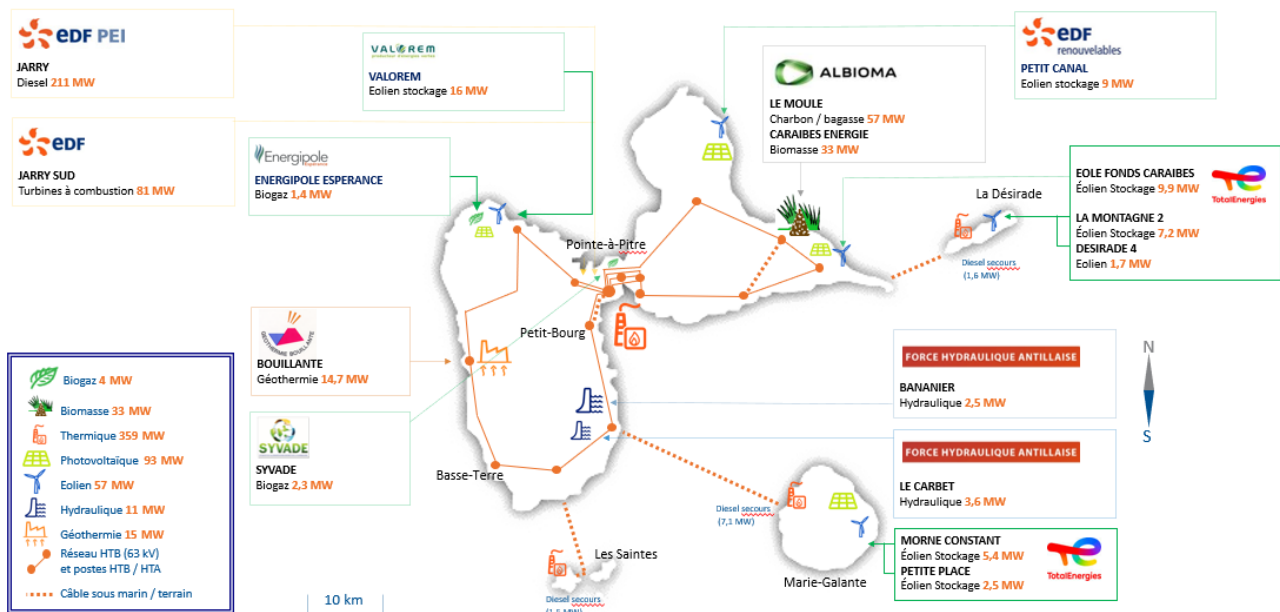 edf PEI
JARRY
Diesel 211 MW
edf
JARRY SUD
Turbines à combustion 81 MW
VALOREM
producteur d'énergies vertes
VALOREM
Eolien stockage 16 MW
Energipole
Espérance
ENERGIPOLE ESPERANCE
Biogaz 1,4 MW
ALBIOMA
LE MOULE
Charbon / bagasse 57 MW
CARAIBES ENERGIE
Biomasse 33 MW
edf
renouvelables
PETIT CANAL
Eolien stockage 9 MW
EOLE FONDS CARAIBES
Éolien Stockage 9,9 MW
LA MONTAGNE 2
Éolien Stockage 7,2 MW
DESIRADE 4
Eolien 1,7 MW
TotalEnergies
La Désirade
Diesel secours
(1,6 MW)
Pointe-à-Pitre
Petit-Bourg
GÉOTHERMIE BOUILLANTE
BOUILLANTE
Géothermie 14,7 MW
SYVADE
SYVADE
Biogaz 2,3 MW
Basse-Terre
FORCE HYDRAULIQUE ANTILLAISE
BANANIER
Hydraulique 2,5 MW
N
S
FORCE HYDRAULIQUE ANTILLAISE
LE CARBET
Hydraulique 3,6 MW
Diesel secours
(7,1 MW)
Marie-Galante
MORNE CONSTANT
Éolien Stockage 5,4 MW
PETITE PLACE
Éolien Stockage 2,5 MW
TotalEnergies
Les Saintes
Diesel secours
Biogaz 4 MW
Biomasse 33 MW
Thermique 359 MW
Photovoltaïque 93 MW
Eolien 57 MW
Hydraulique 11 MW
Géothermie 15 MW
Réseau HTB (63 kV)
et postes HTB / HTA
Câble sous marin / terrain
10 km